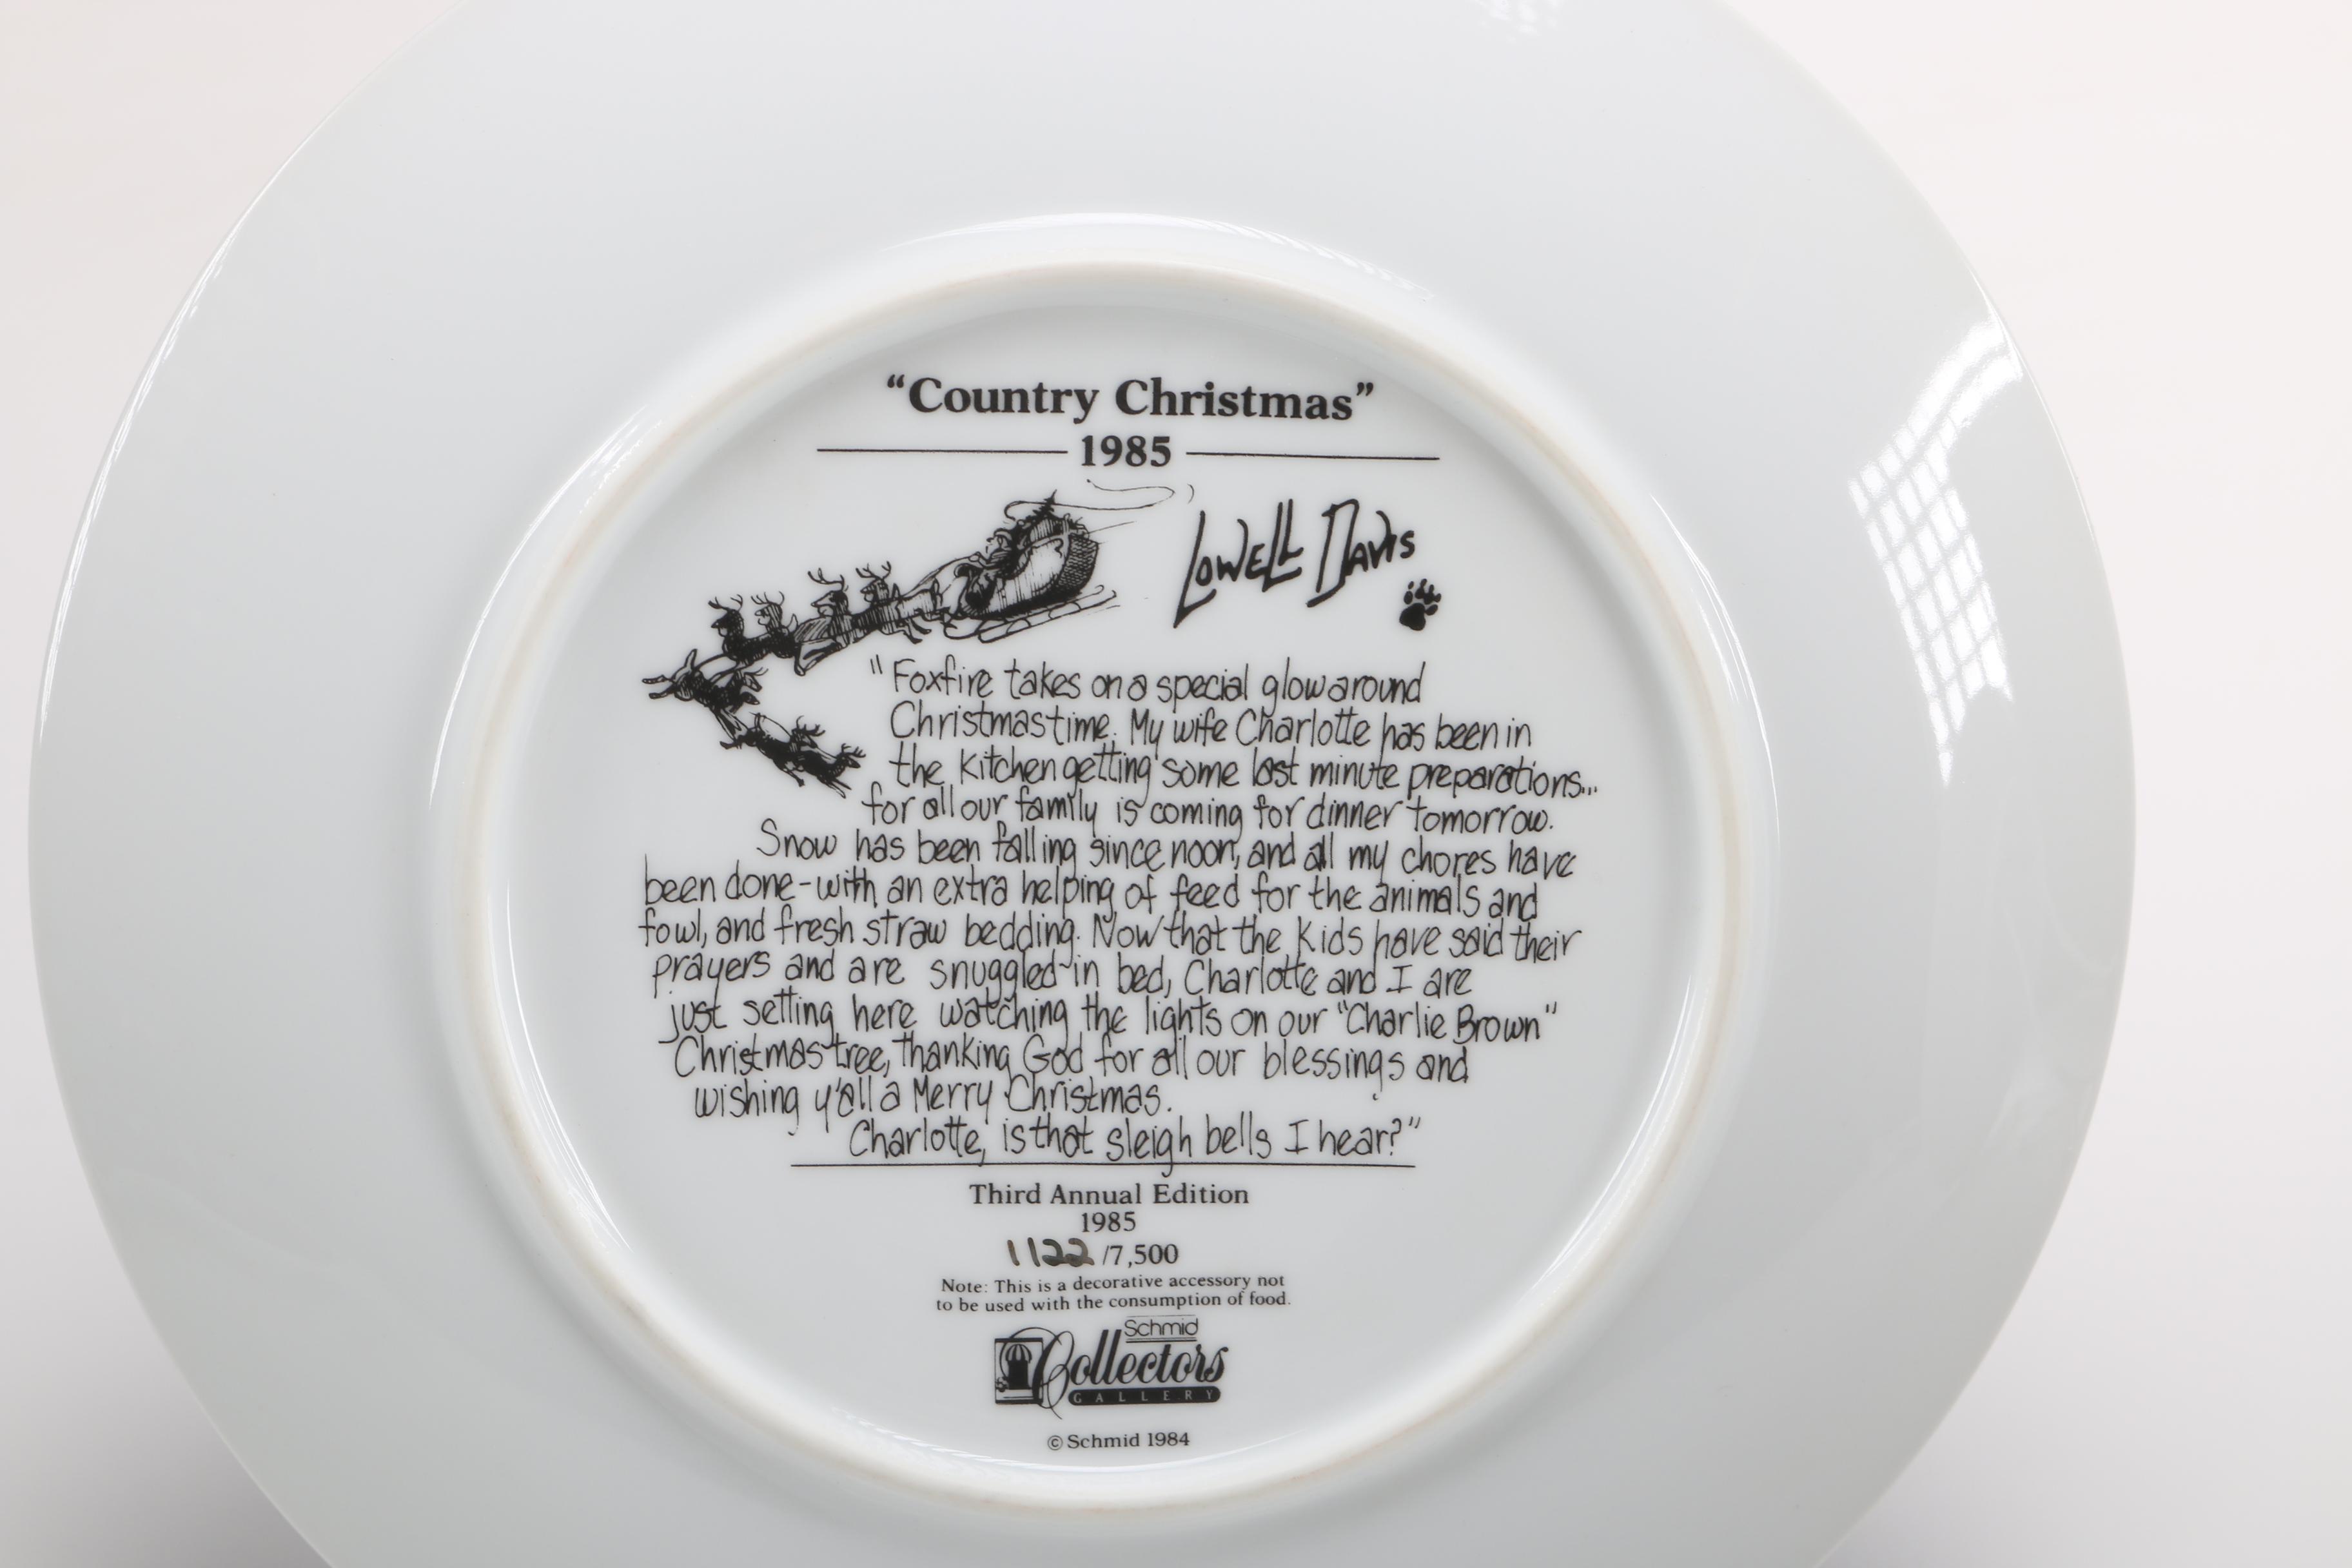 "Country Christmas"
1985
LOWELL DAVIS
"Foxfire takes on a special glow around
Christmastime. My wife Charlotte has been in
the kitchen getting some last minute preparations...
for all our family is coming for dinner tomorrow.
Snow has been falling since noon, and all my chores have
been done-with an extra helping of feed for the animals and
fowl, and fresh straw bedding. Now that the kids have said their
prayers and are snuggled-in bed, Charlotte and I are
just setting here watching the lights on our "Charlie Brown"
Christmas tree, thanking God for all our blessings and
wishing y'all a Merry Christmas.
Charlotte, is that sleigh bells I hear?"
Third Annual Edition
1985
1122 /7,500
Note: This is a decorative accessory not
to be used with the consumption of food.
Schmid
Collectors
GALLERY
© Schmid 1984